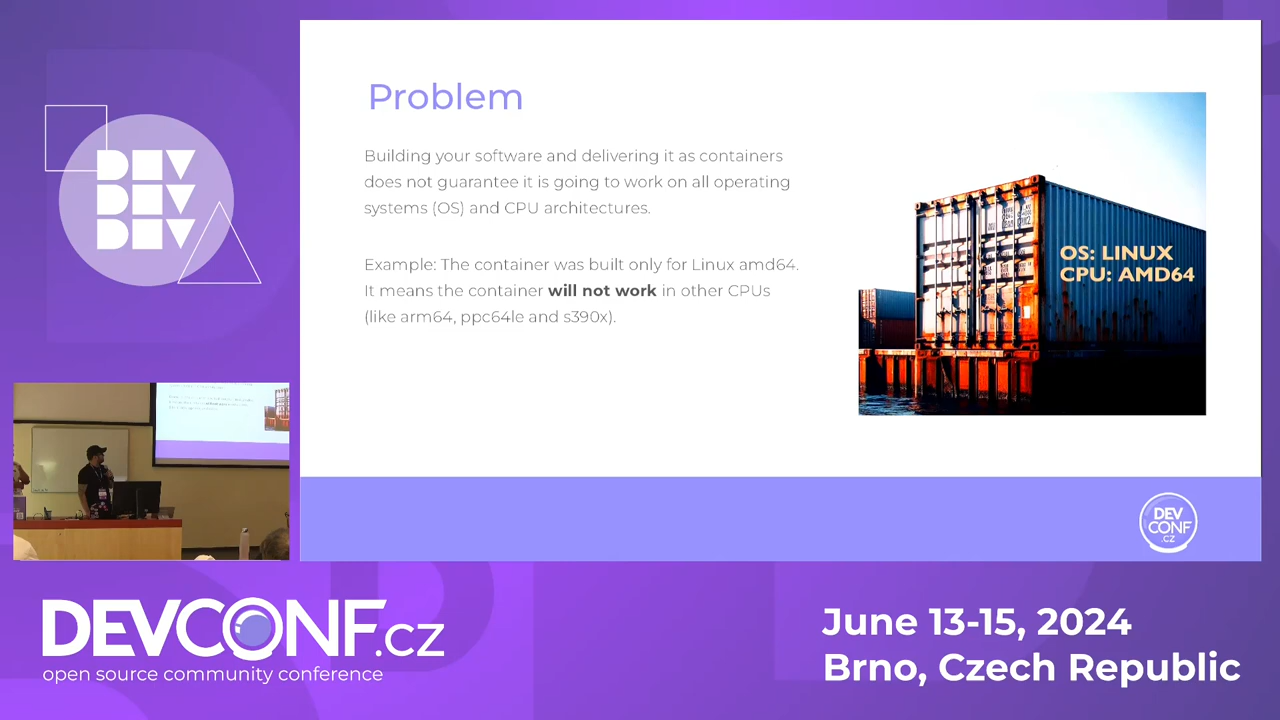 Problem
Building your software and delivering it as containers
does not guarantee it is going to work on all operating
systems (OS) and CPU architectures.
Example: The container was built only for Linux amd64.
It means the container will not work in other CPUs
(like arm64, ppc64le and s390x).
OS: LINUX
CPU: AMD64
DEV
DEV
DEV
DEV
CONF
.CZ
DEVCONF.cz
open source community conference
June 13-15, 2024
Brno, Czech Republic